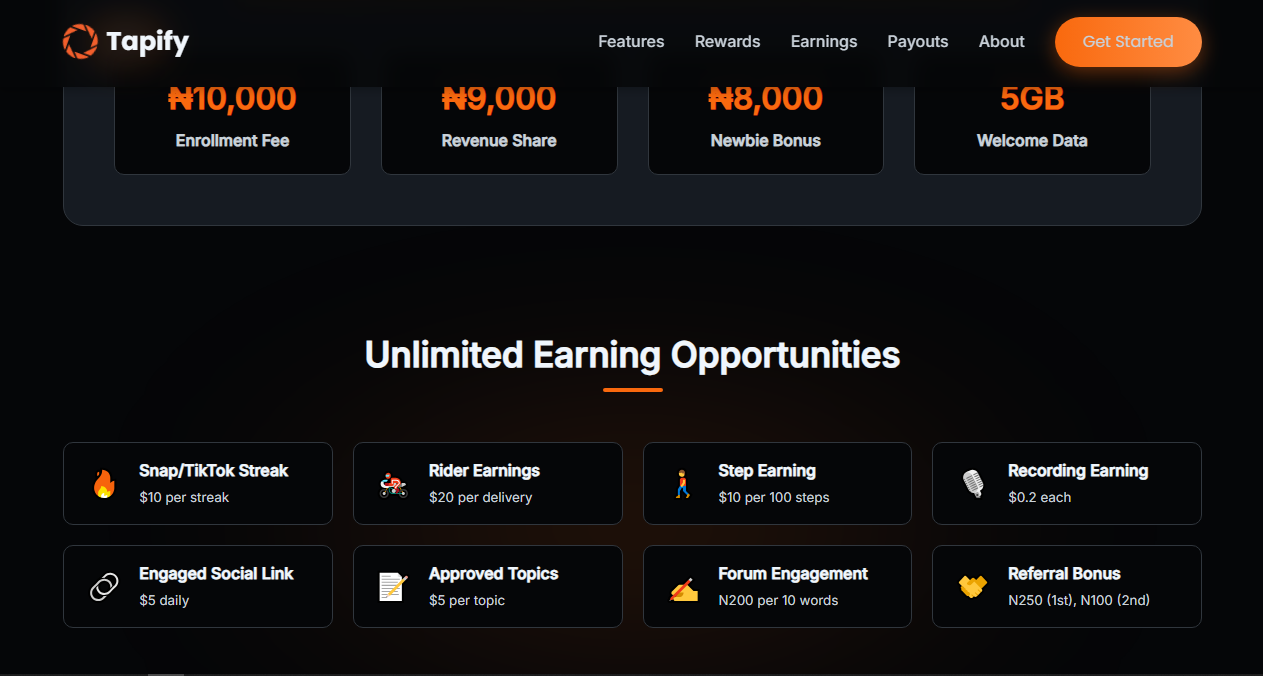 Tapify
Features Rewards Earnings Payouts About Get Started
₦10,000 ₦9,000 ₦8,000 5GB
Enrollment Fee Revenue Share Newbie Bonus Welcome Data
Unlimited Earning Opportunities
Snap/TikTok Streak
$10 per streak
Rider Earnings
$20 per delivery
Step Earning
$10 per 100 steps
Recording Earning
$0.2 each
Engaged Social Link
$5 daily
Approved Topics
$5 per topic
Forum Engagement
N200 per 10 words
Referral Bonus
N250 (1st), N100 (2nd)